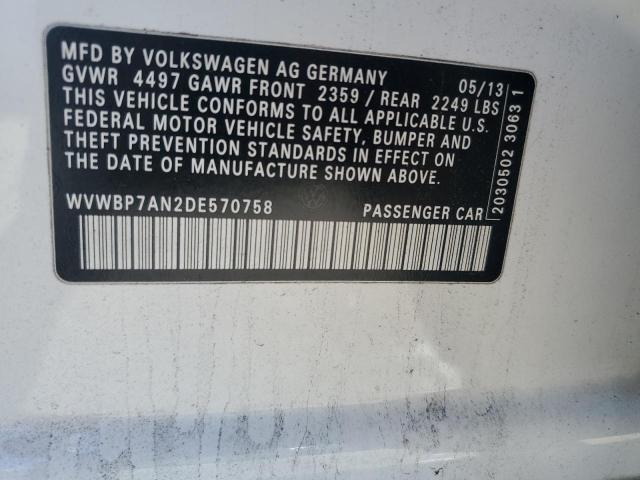 MFD BY VOLKSWAGEN AG GERMANY 05/13
GVWR 4497 GAWR FRONT 2359 / REAR 2249 LBS
THIS VEHICLE CONFORMS TO ALL APPLICABLE U.S.
FEDERAL MOTOR VEHICLE SAFETY, BUMPER AND
THEFT PREVENTION STANDARDS IN EFFECT ON
THE DATE OF MANUFACTURE SHOWN ABOVE.
WVWBP7AN2DE570758 PASSENGER CAR
2030502 3063 1